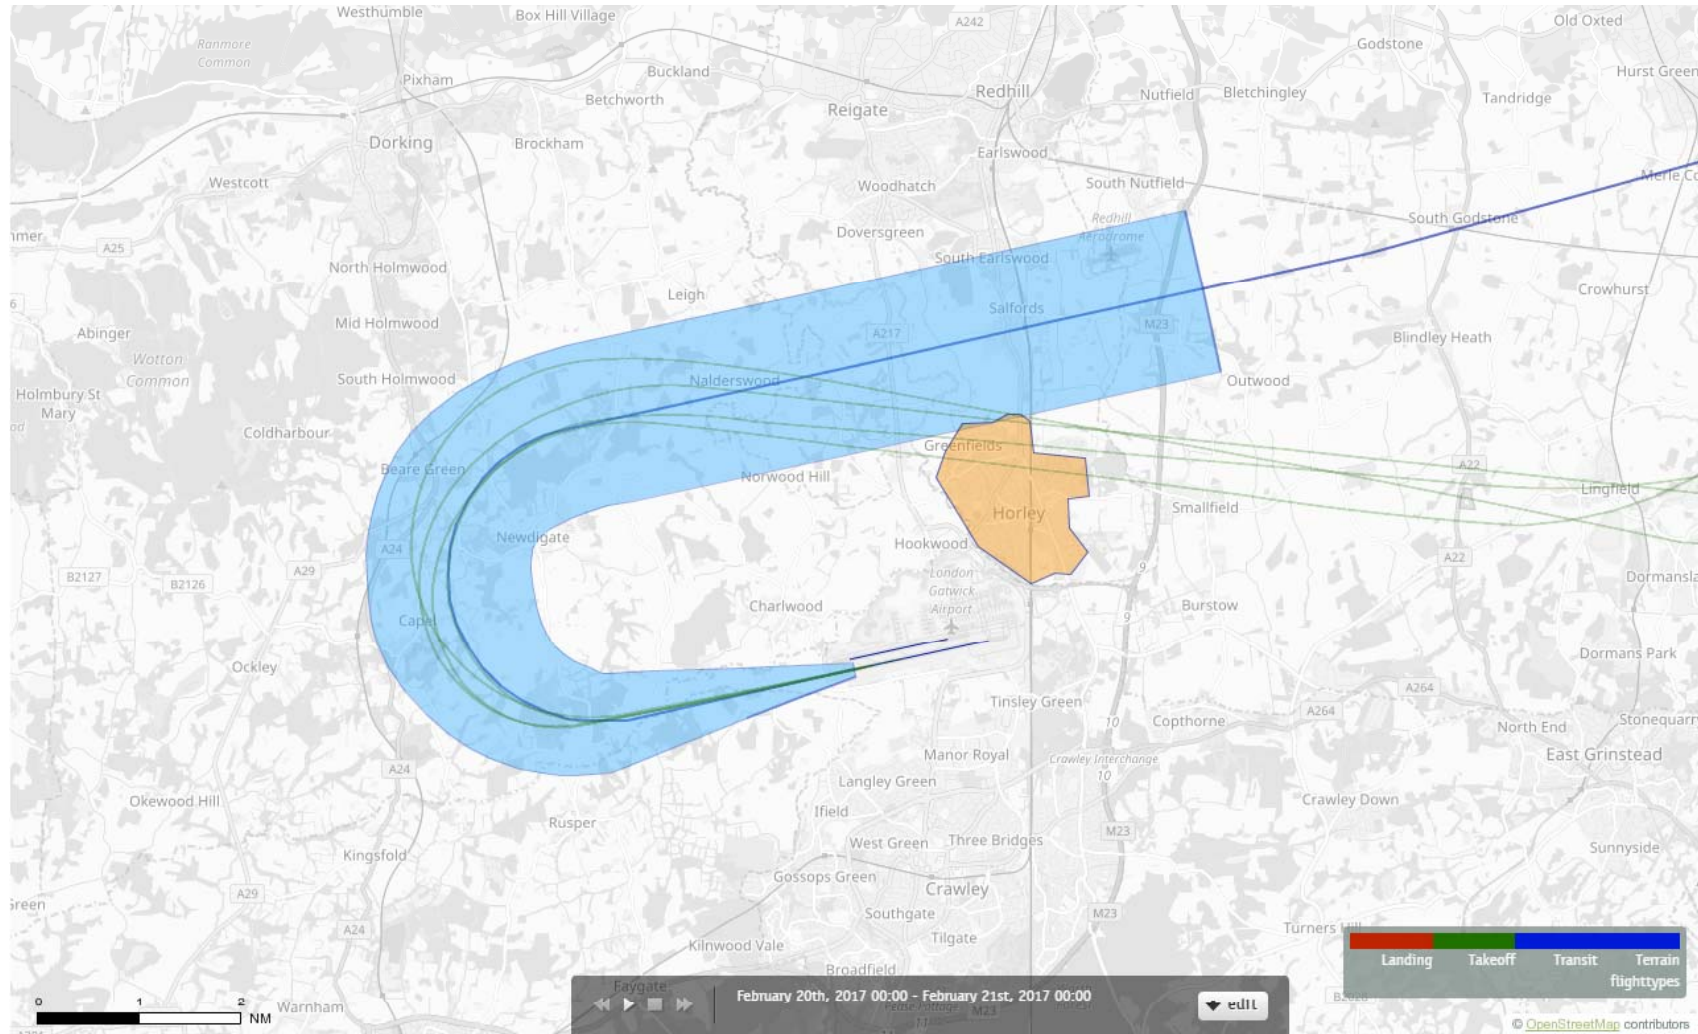 Westhumble
Box Hill Village
A242
Old Oxted
Ranmore
Common
Godstone
Pixham
Buckland
Hurst Green
Betchworth
Redhill
Nutfield
Bletchingley
Tandridge
Reigate
Dorking
Brockham
Earlswood
Westcott
Woodhatch
South Nutfield
Redhill
Aerodrome
South Godstone
A25
Doversgreen
South Earlswood
North Holmwood
Leigh
Salfords
Crowhurst
Mid Holmwood
A217
M23
Abinger
Blindley Heath
Wotton
Common
South Holmwood
Nalderswood
Outwood
Holmbury St
Mary
Coldharbour
Greenfields
Beare Green
Norwood Hill
A22
Lingfield
Horley
Smallfield
Newdigate
Hookwood
A24
A22
B2127
B2126
A29
London
Gatwick
Airport
9
Charlwood
Burstow
9
Capel
Ockley
Dormans Park
A264
Tinsley Green
A264
10
Copthorne
North End
Manor Royal
Crawley Interchange
10
East Grinstead
A24
Langley Green
Okewood Hill
Ifield
Crawley Down
Rusper
M23
West Green
Three Bridges
Kingsfold
Sunnyside
Gossops Green
A29
Crawley
Southgate
M23
A24
Tilgate
Kilnwood Vale
Broadfield
Landing
Takeoff
Transit
Terrain
flighttypes
Faygate
0 1 2
NM
Warnham
February 20th, 2017 00:00 - February 21st, 2017 00:00
edit
M23
11
© OpenStreetMap contributors